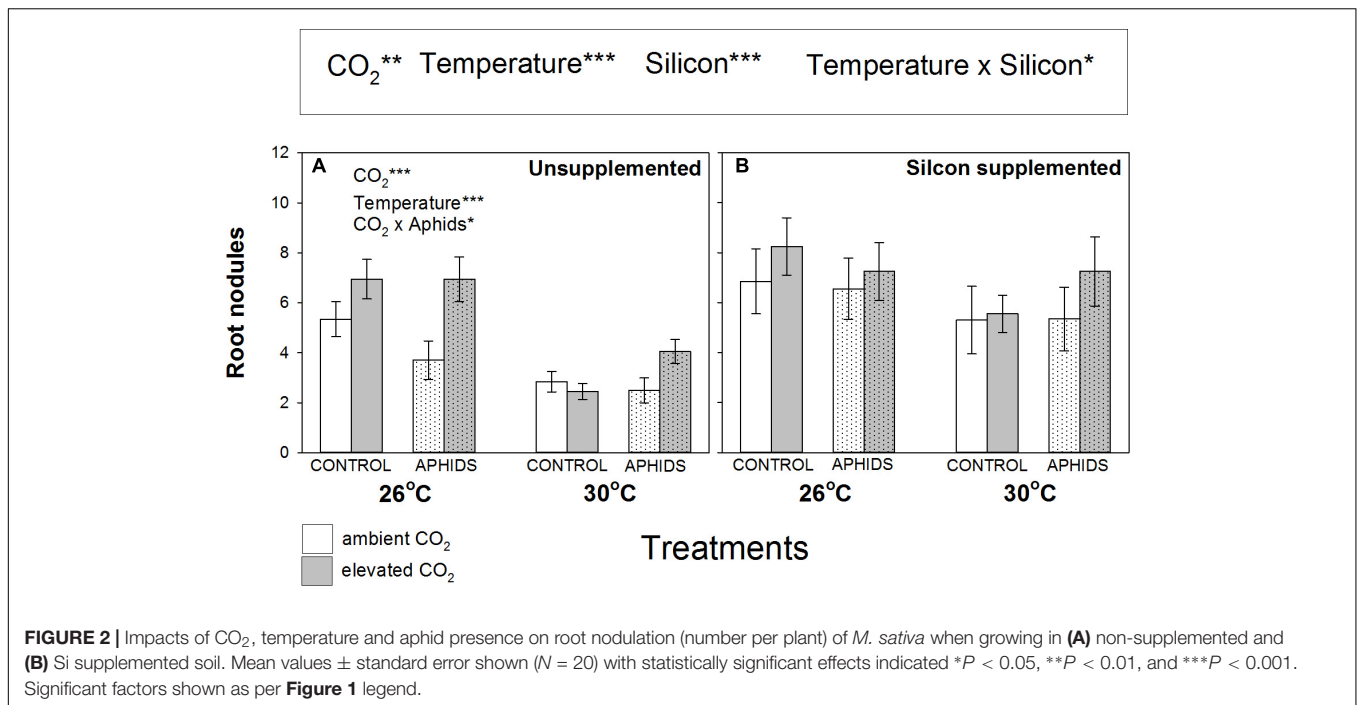 CO₂** Temperature*** Silicon*** Temperature x Silicon*
A Unsupplemented
CO₂***
Temperature***
CO₂ x Aphids*
B Silcon supplemented
12
10
8
6
4
2
0
Root nodules
CONTROL APHIDS CONTROL APHIDS CONTROL APHIDS CONTROL APHIDS
26°C 30°C 26°C 30°C
ambient CO₂
elevated CO₂
Treatments
FIGURE 2 | Impacts of CO₂, temperature and aphid presence on root nodulation (number per plant) of M. sativa when growing in (A) non-supplemented and
(B) Si supplemented soil. Mean values ± standard error shown (N = 20) with statistically significant effects indicated *P < 0.05, **P < 0.01, and ***P < 0.001.
Significant factors shown as per Figure 1 legend.